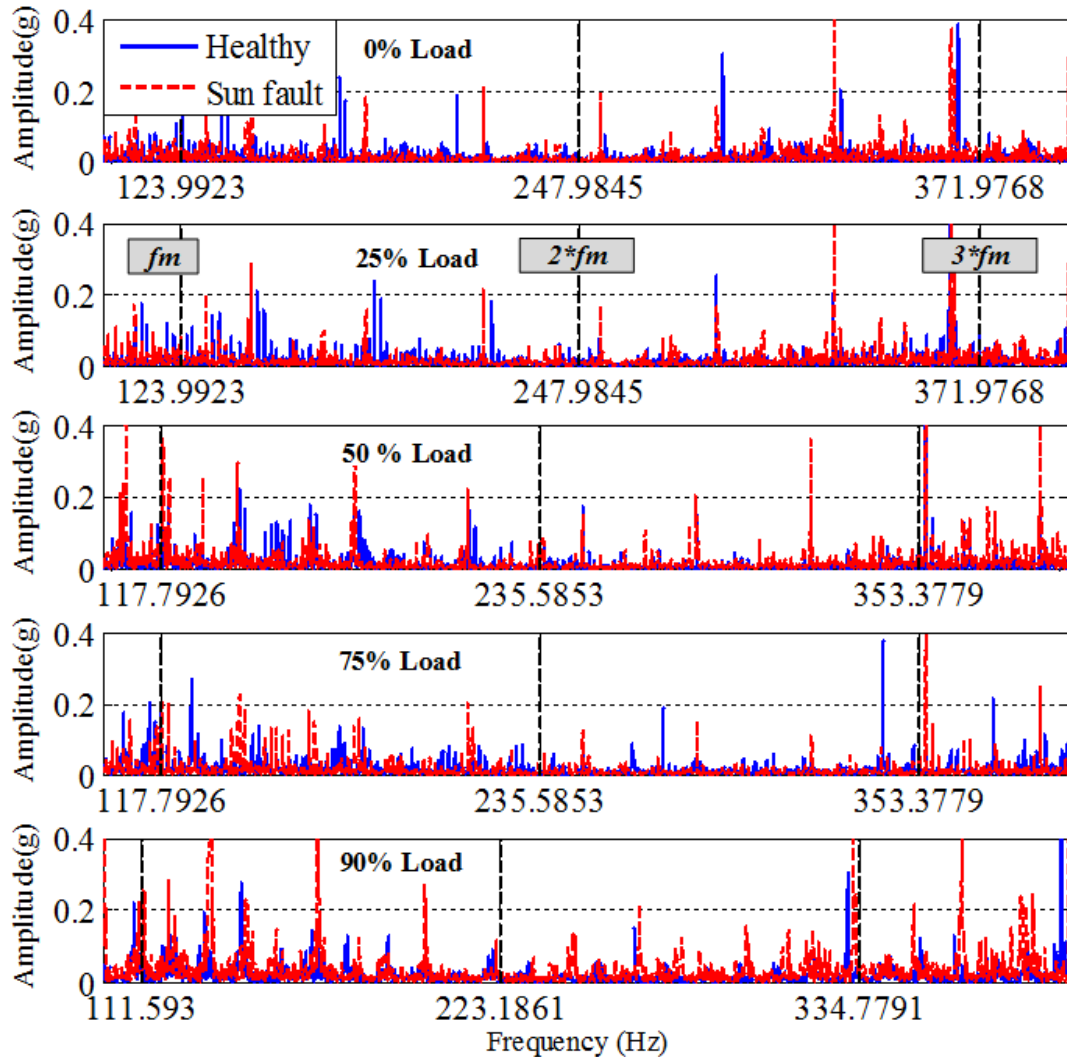 Amplitude(g)
0.4
0.2
0
Healthy
Sun fault
0% Load
123.9923 247.9845 371.9768
Amplitude(g)
0.4
0.2
0
fm
25% Load
2*fm
3*fm
123.9923 247.9845 371.9768
Amplitude(g)
0.4
0.2
0
50 % Load
117.7926 235.5853 353.3779
Amplitude(g)
0.4
0.2
0
75% Load
117.7926 235.5853 353.3779
Amplitude(g)
0.4
0.2
0
90% Load
111.593 223.1861 334.7791
Frequency (Hz)